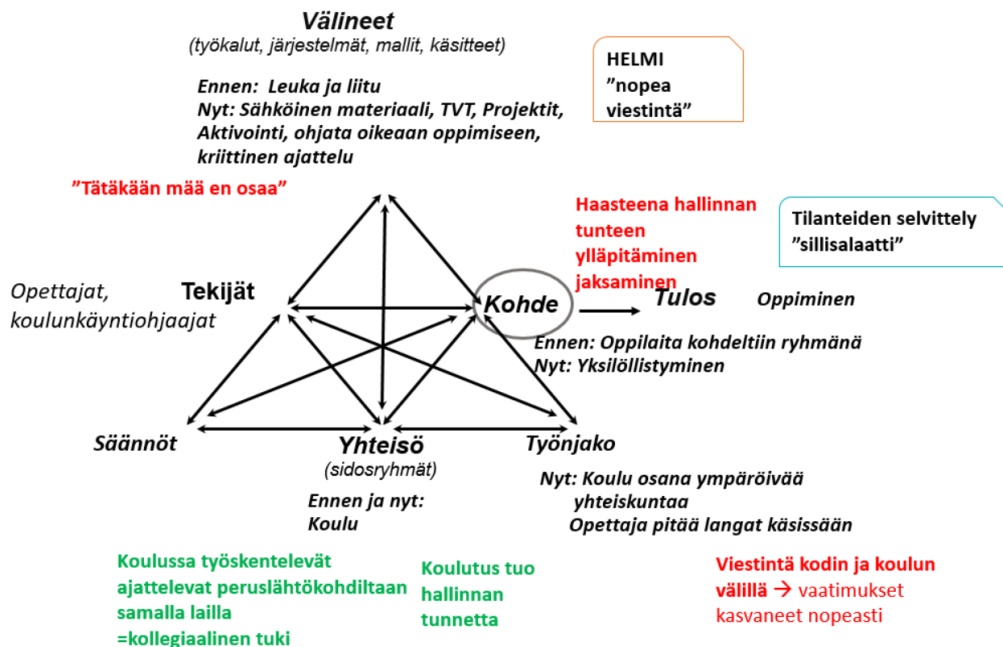 Välineet
(työkalut, järjestelmät, mallit, käsitteet)
Ennen: Leuka ja liitu
Nyt: Sähköinen materiaali, TVT, Projektit,
Aktivointi, ohjata oikeaan oppimiseen,
kriittinen ajattelu
HELMI
”nopea
viestintä”
”Tätäkään mää en osaa”
Haasteena hallinnan
tunteen
ylläpitäminen
jaksaminen
Tilanteiden selvittely
”sillisalaatti”
Opettajat,
koulunkäyntiohjaajat
Tekijät
Kohde
Tulos
Oppiminen
Ennen: Oppilaita kohdeltiin ryhmänä
Nyt: Yksilöllistyminen
Säännöt
Yhteisö
(sidosryhmät)
Ennen ja nyt:
Koulu
Työnjako
Nyt: Koulu osana ympäröivää
yhteiskuntaa
Opettaja pitää langat käsissään
Koulussa työskentelevät
ajattelevat peruslähtökohdiltaan
samalla lailla
=kollegiaalinen tuki
Koulutus tuo
hallinnan
tunnetta
Viestintä kodin ja koulun
välillä → vaatimukset
kasvaneet nopeasti